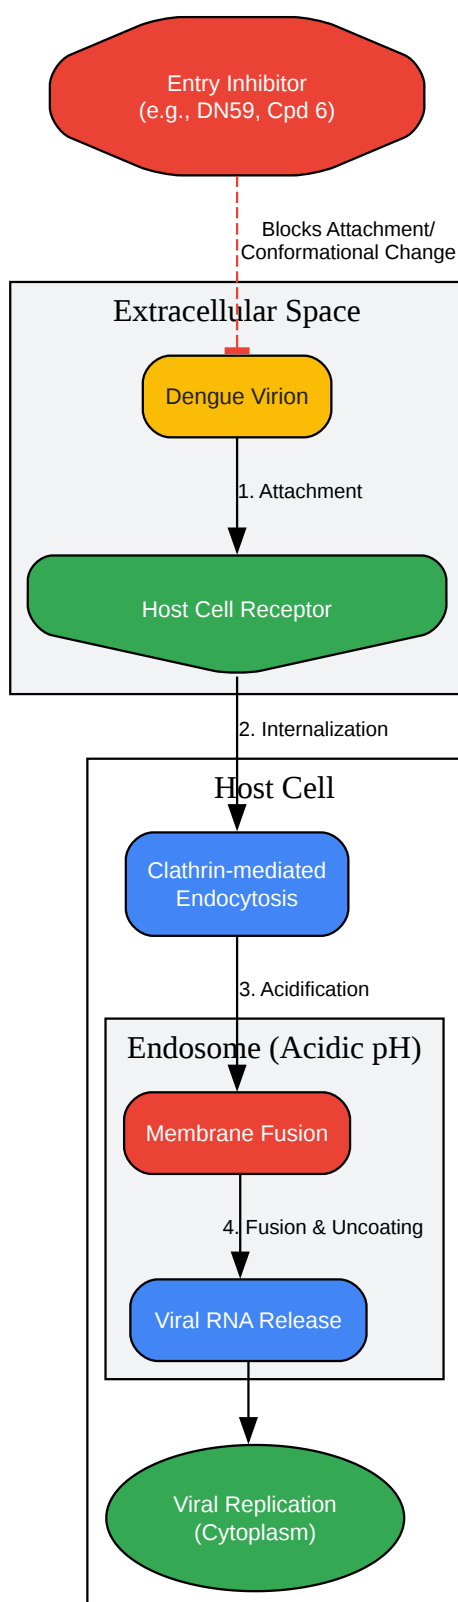 Entry Inhibitor
(e.g., DN59, Cpd 6)
Blocks Attachment/
Conformational Change
Extracellular Space
Dengue Virion
1. Attachment
Host Cell Receptor
2. Internalization
Host Cell
Clathrin-mediated
Endocytosis
3. Acidification
Endosome (Acidic pH)
Membrane Fusion
4. Fusion & Uncoating
Viral RNA Release
Viral Replication
(Cytoplasm)